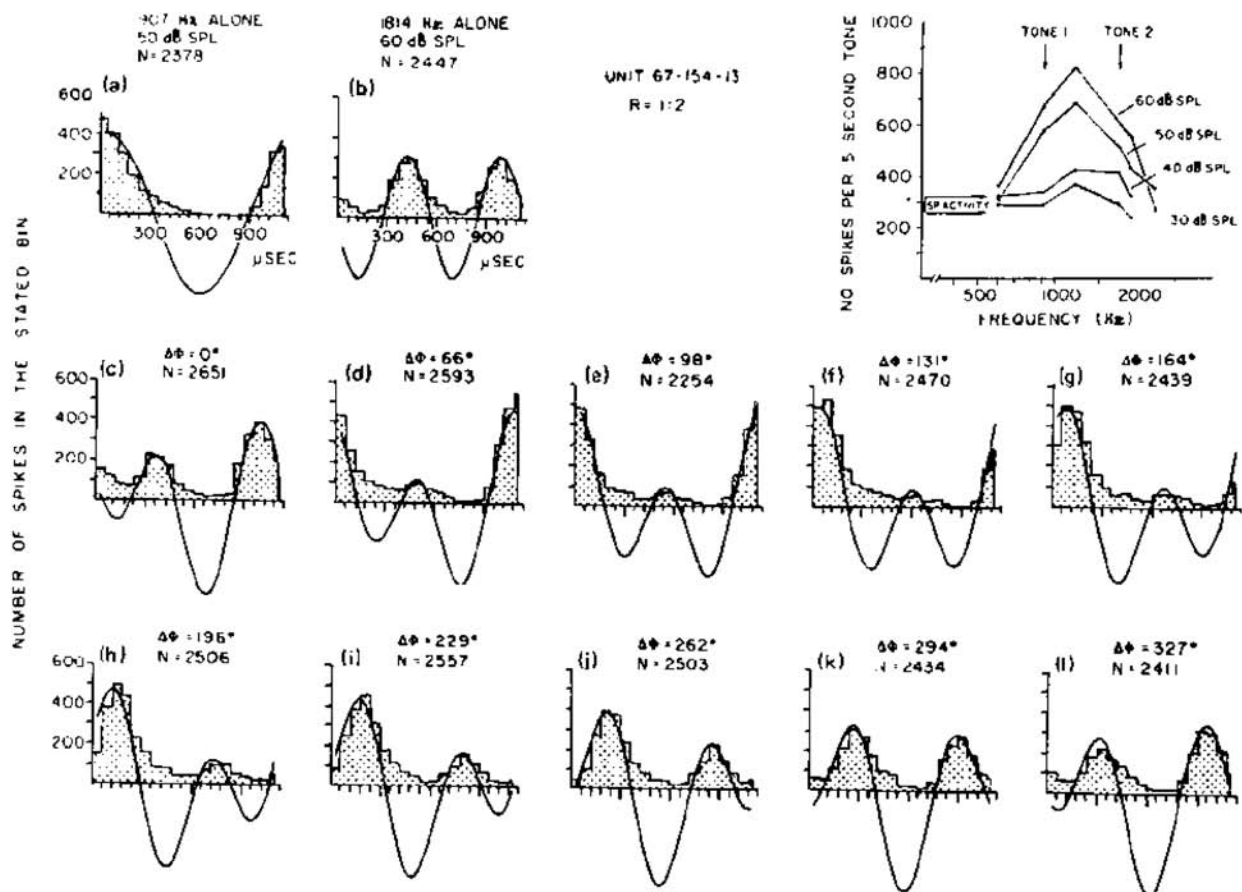 907 Hz ALONE
50 dB SPL
N=2378
(a)
600
400
200
300 600 900
µSEC
1814 Hz ALONE
60 dB SPL
N=2447
(b)
300 600 900
µSEC
UNIT 67-154-13
R = 1:2
NO SPIKES PER 5 SECOND TONE
1000
800
600
400
200
TONE 1
TONE 2
60 dB SPL
50 dB SPL
40 dB SPL
30 dB SPL
SP ACTIVITY
500 1000 2000
FREQUENCY (Hz)
NUMBER OF SPIKES IN THE STATED BIN
(c)
ΔΦ=0°
N=2651
600
400
200
(d)
ΔΦ=66°
N=2593
(e)
ΔΦ=98°
N=2254
(f)
ΔΦ=131°
N=2470
(g)
ΔΦ=164°
N=2439
(h)
ΔΦ=196°
N=2506
600
400
200
(i)
ΔΦ=229°
N=2557
(j)
ΔΦ=262°
N=2503
(k)
ΔΦ=294°
N=2434
(l)
ΔΦ=327°
N=2411